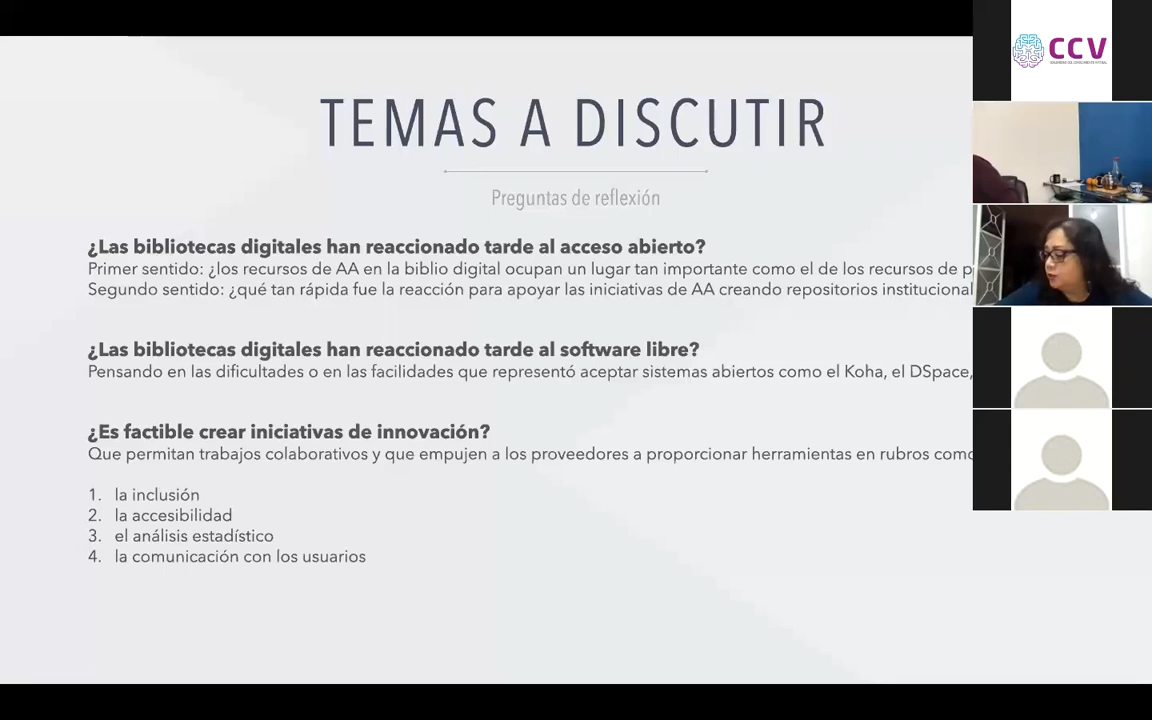 TEMAS A DISCUTIR
Preguntas de reflexión
¿Las bibliotecas digitales han reaccionado tarde al acceso abierto?
Primer sentido: ¿los recursos de AA en la biblio digital ocupan un lugar tan importante como el de los recursos de p
Segundo sentido: ¿qué tan rápida fue la reacción para apoyar las iniciativas de AA creando repositorios institucional
¿Las bibliotecas digitales han reaccionado tarde al software libre?
Pensando en las dificultades o en las facilidades que representó aceptar sistemas abiertos como el Koha, el DSpace,
¿Es factible crear iniciativas de innovación?
Que permitan trabajos colaborativos y que empujen a los proveedores a proporcionar herramientas en rubros como
1. la inclusión
2. la accesibilidad
3. el análisis estadístico
4. la comunicación con los usuarios
CCV